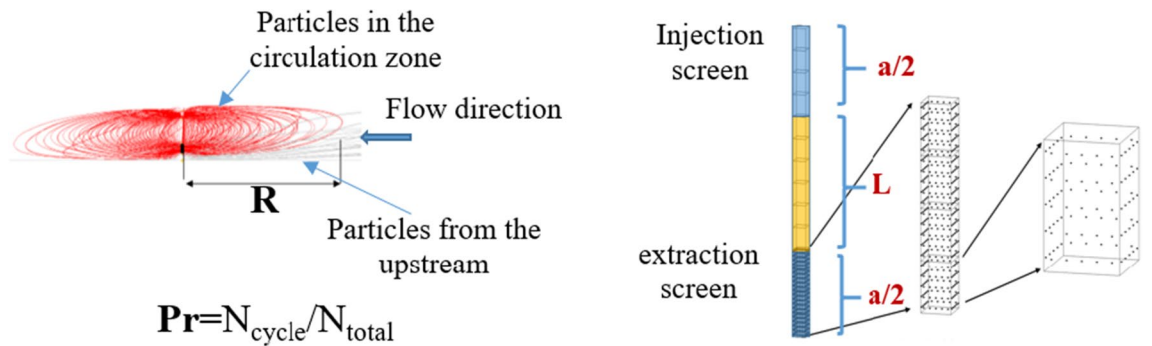 Particles in the
circulation zone
Flow direction
R
Particles from the
upstream
Pr=Ncycle/Ntotal
Injection
screen
a/2
L
extraction
screen
a/2